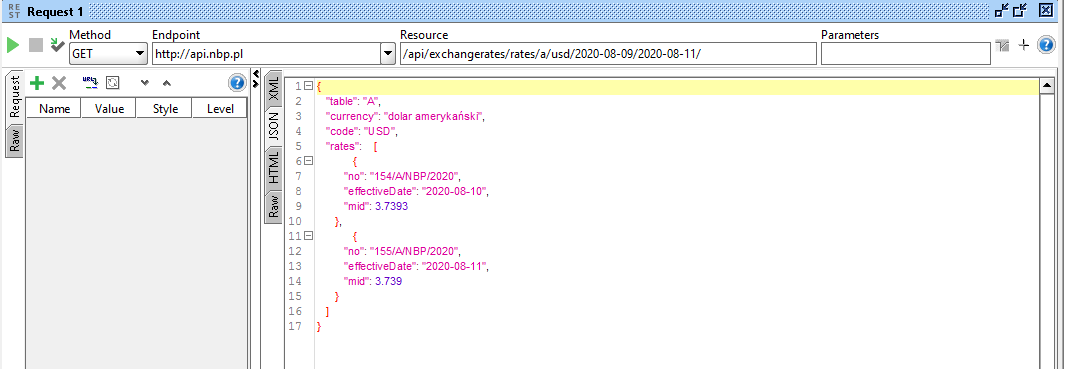 RE ST Request 1
Method Endpoint Resource Parameters
GET http://api.nbp.pl /api/exchangerates/rates/a/usd/2020-08-09/2020-08-11/
Request
Raw
Name Value Style Level
XML
JSON
HTML
Raw
1 {
2 "table": "A",
3 "currency": "dolar amerykański",
4 "code": "USD",
5 "rates": [
6 {
7 "no": "154/A/NBP/2020",
8 "effectiveDate": "2020-08-10",
9 "mid": 3.7393
10 },
11 {
12 "no": "155/A/NBP/2020",
13 "effectiveDate": "2020-08-11",
14 "mid": 3.739
15 }
16 ]
17 }